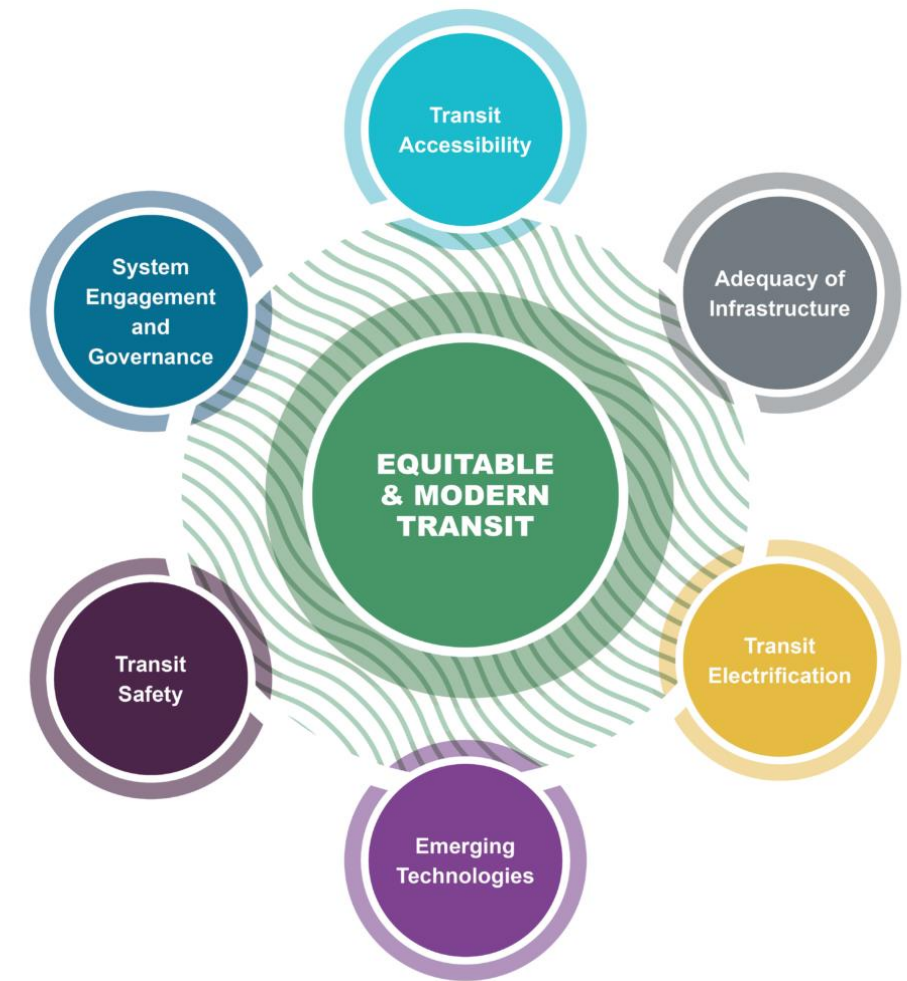 Transit
Accessibility
Adequacy of
Infrastructure
System
Engagement
and
Governance
EQUITABLE
& MODERN
TRANSIT
Transit
Electrification
Transit
Safety
Emerging
Technologies